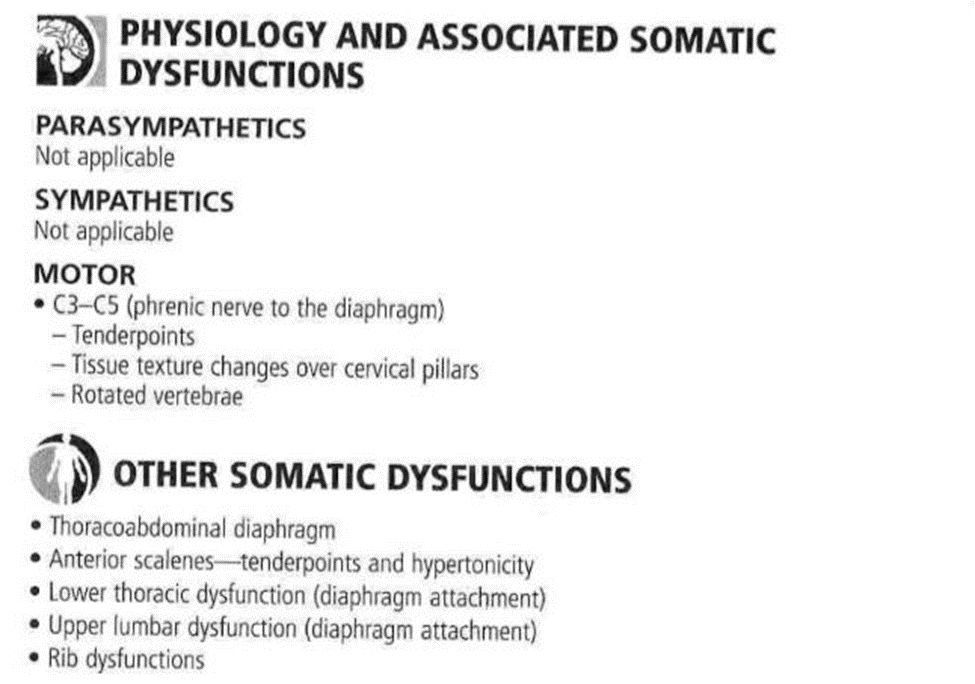 PHYSIOLOGY AND ASSOCIATED SOMATIC
DYSFUNCTIONS
PARASYMPATHETICS
Not applicable
SYMPATHETICS
Not applicable
MOTOR
• C3–C5 (phrenic nerve to the diaphragm)
– Tenderpoints
– Tissue texture changes over cervical pillars
– Rotated vertebrae
OTHER SOMATIC DYSFUNCTIONS
• Thoracoabdominal diaphragm
• Anterior scalenes—tenderpoints and hypertonicity
• Lower thoracic dysfunction (diaphragm attachment)
• Upper lumbar dysfunction (diaphragm attachment)
• Rib dysfunctions